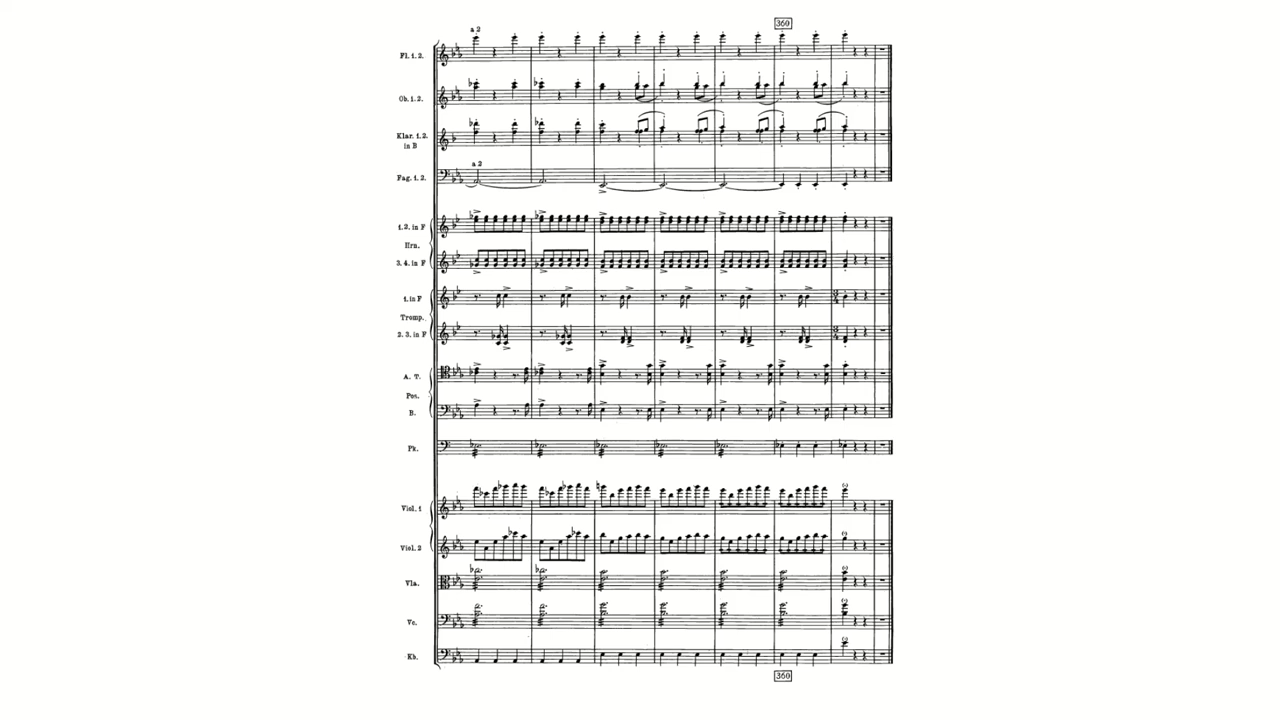 360
a 2
Fl. 1. 2.
Ob. 1. 2.
Klar. 1. 2.
in B
a 2
Fag. 1. 2.
1. 2. in F
Hrn.
3. 4. in F
1. in F
Tromp.
2. 3. in F
A. T.
Pos.
B.
Pk.
Viol. 1
Viol. 2
Vla.
Vc.
Kb.
360